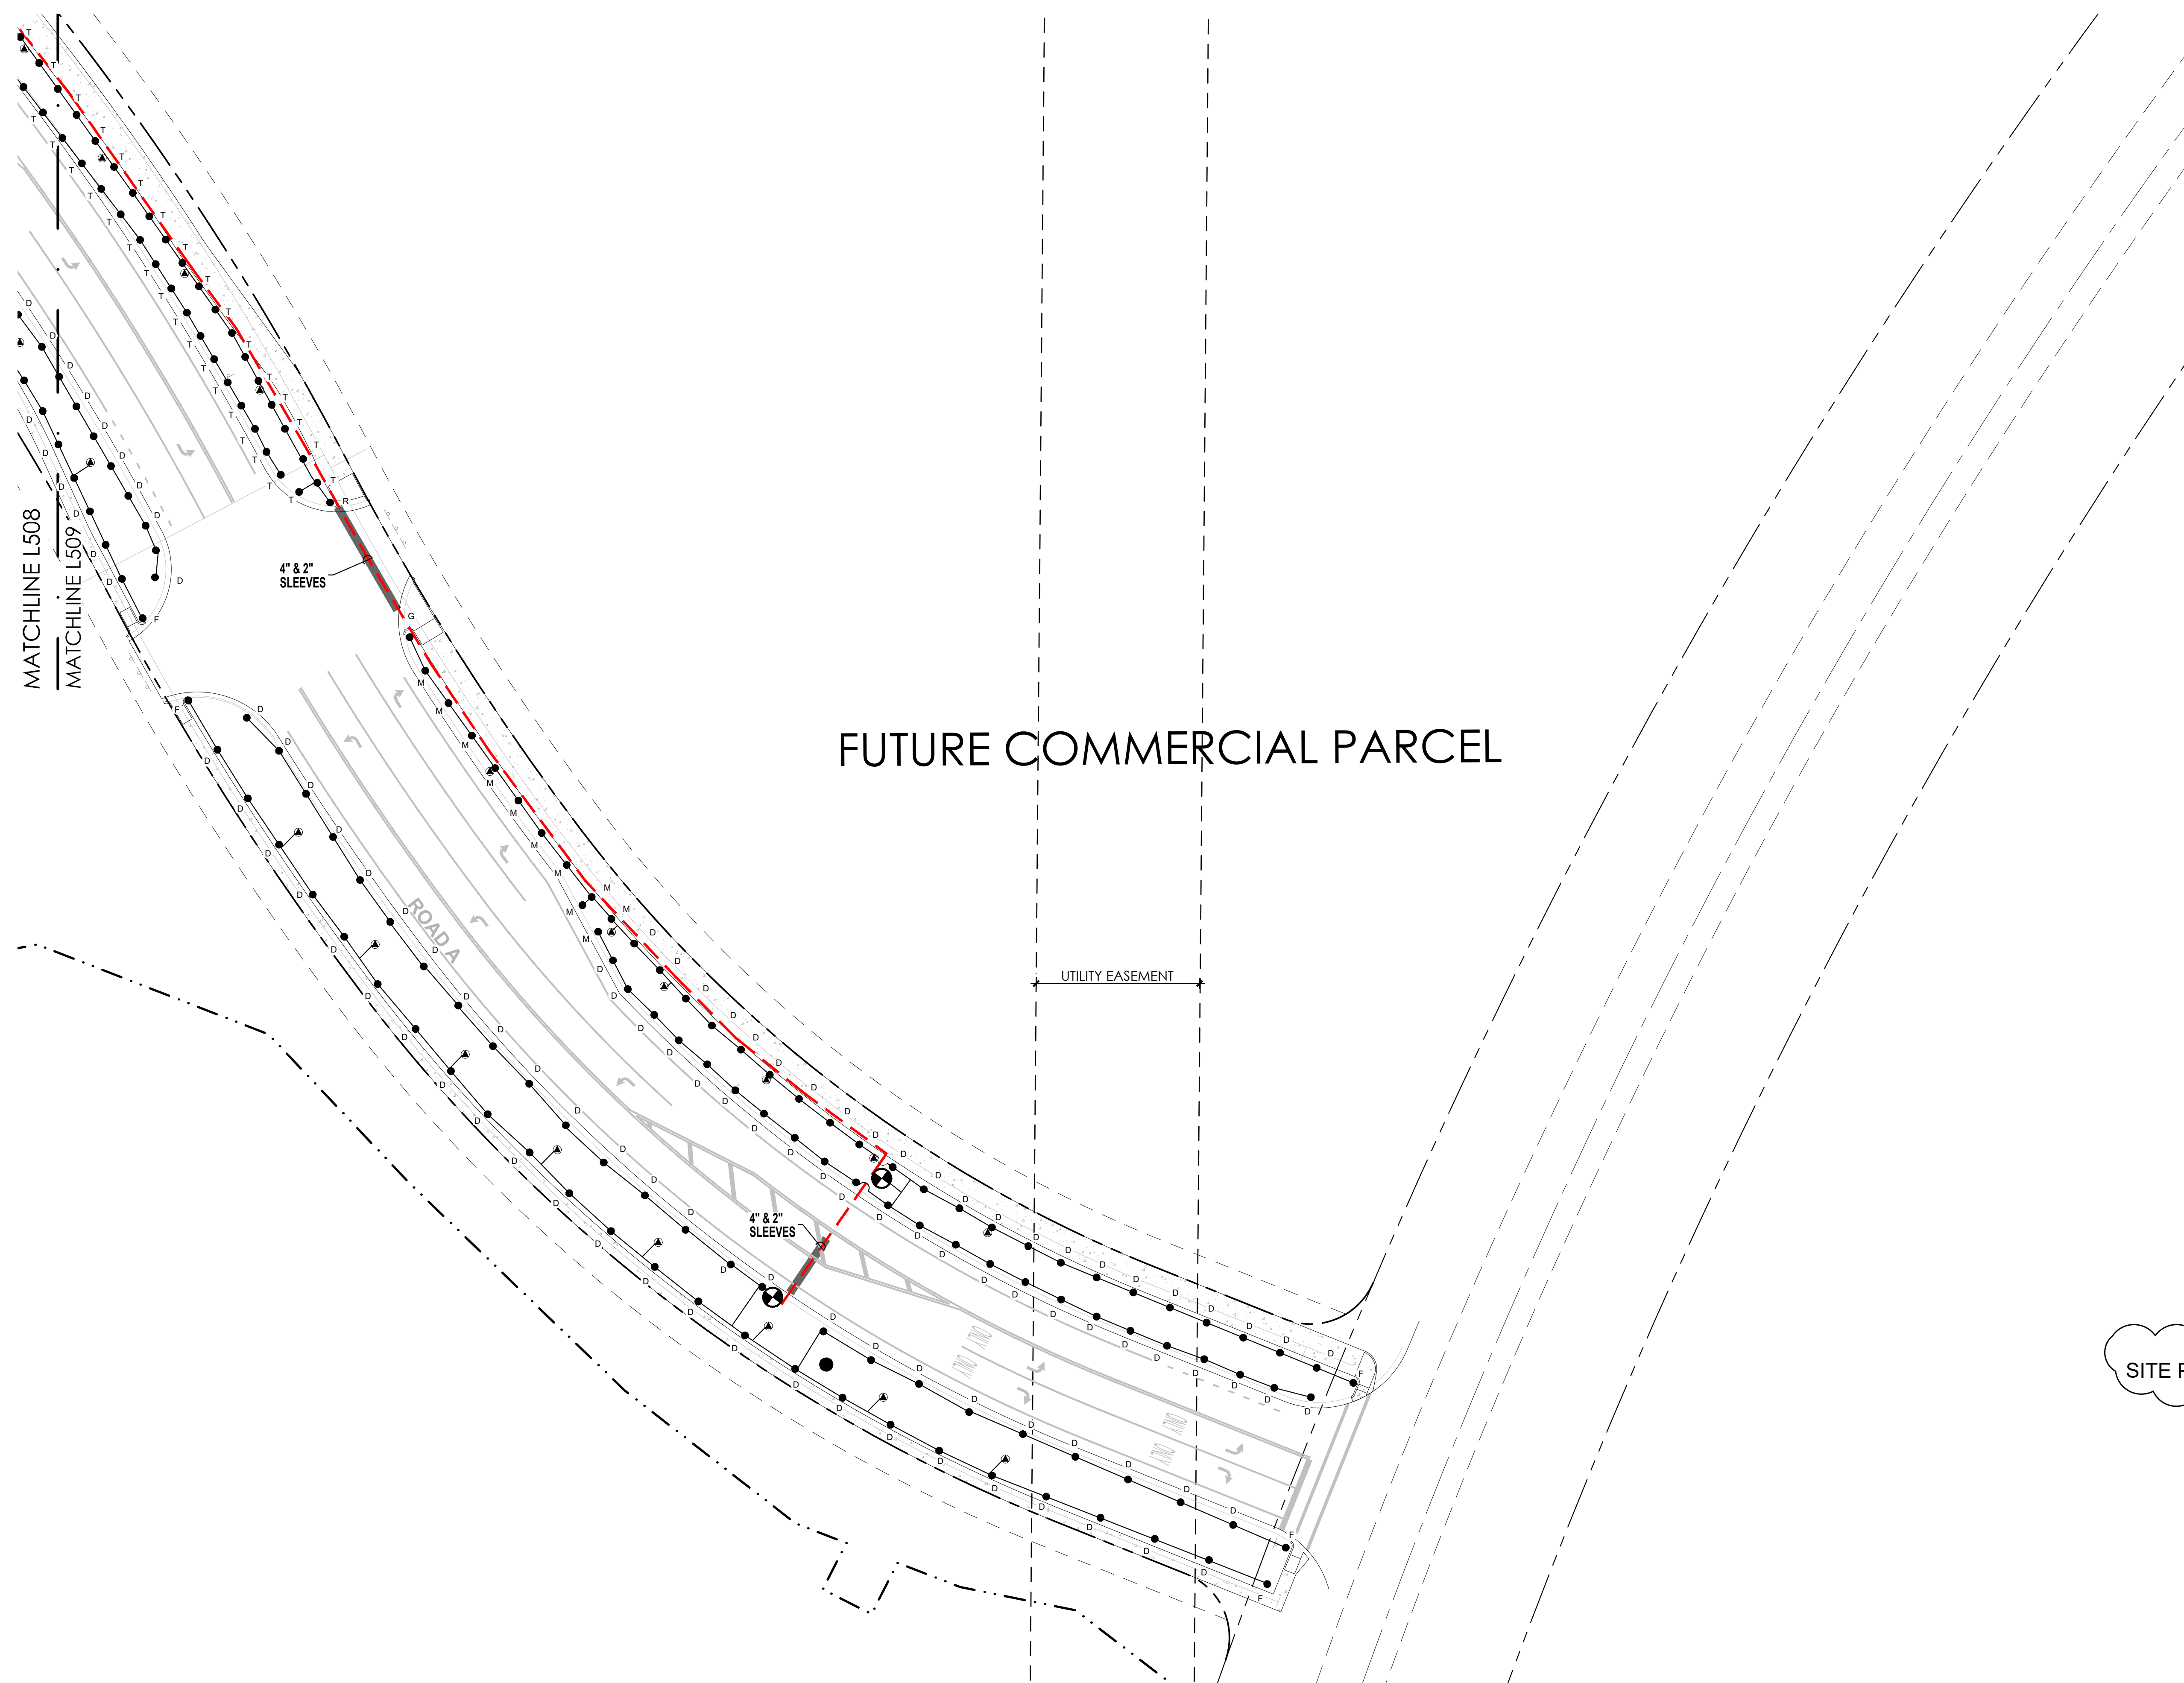 MATCHLINE L508
MATCHLINE L509
4" & 2"
SLEEVES
FUTURE COMMERCIAL PARCEL
ROAD A
UTILITY EASEMENT
4" & 2"
SLEEVES
SITE P
T
R
G
M
D
F